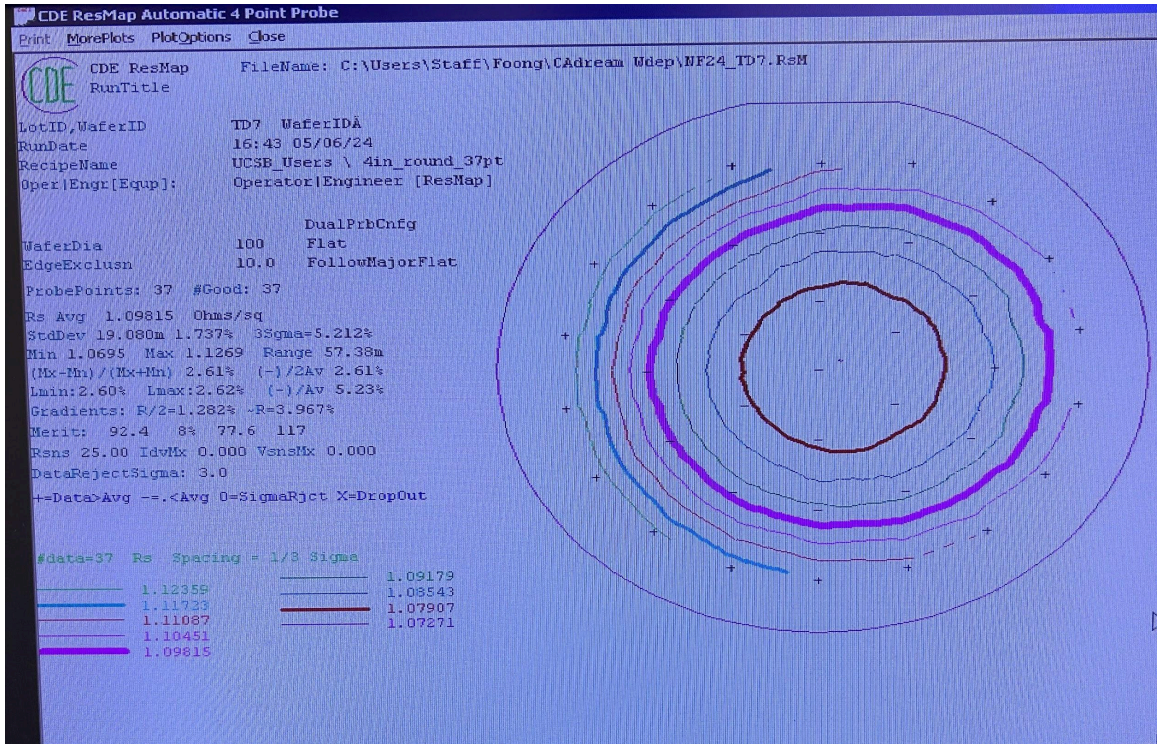 CDE ResMap Automatic 4 Point Probe
Print MorePlots PlotOptions Close
CDE
CDE ResMap FileName: C:\Users\Staff\Foong\CAdream Wdep\NF24_TD7.RsM
RunTitle
LotID,WaferID TD7 WaferIDÄ
RunDate 16:43 05/06/24
RecipeName UCSB_Users \ 4in_round_37pt
Oper|Engr[Equp]: Operator|Engineer [ResMap]
DualPrbCnfg
WaferDia 100 Flat
EdgeExclusn 10.0 FollowMajorFlat
ProbePoints: 37 #Good: 37
Rs Avg 1.09815 Ohms/sq
StdDev 19.080m 1.737% 3Sgma=5.212%
Min 1.0695 Max 1.1269 Range 57.38m
(Mx-Mn)/(Mx+Mn) 2.61% (-)/2Av 2.61%
Lmin:2.60% Lmax:2.62% (-)/Av 5.23%
Gradients: R/2=1.282% ~R=3.967%
Merit: 92.4 8% 77.6 117
Rsns 25.00 IdvMx 0.000 VsnsMx 0.000
DataRejectSigma: 3.0
+=Data>Avg -=.<Avg O=SigmaRjct X=DropOut
#data=37 Rs Spacing = 1/3 Sigma
1.12359
1.11723
1.11087
1.10451
1.09815
1.09179
1.08543
1.07907
1.07271